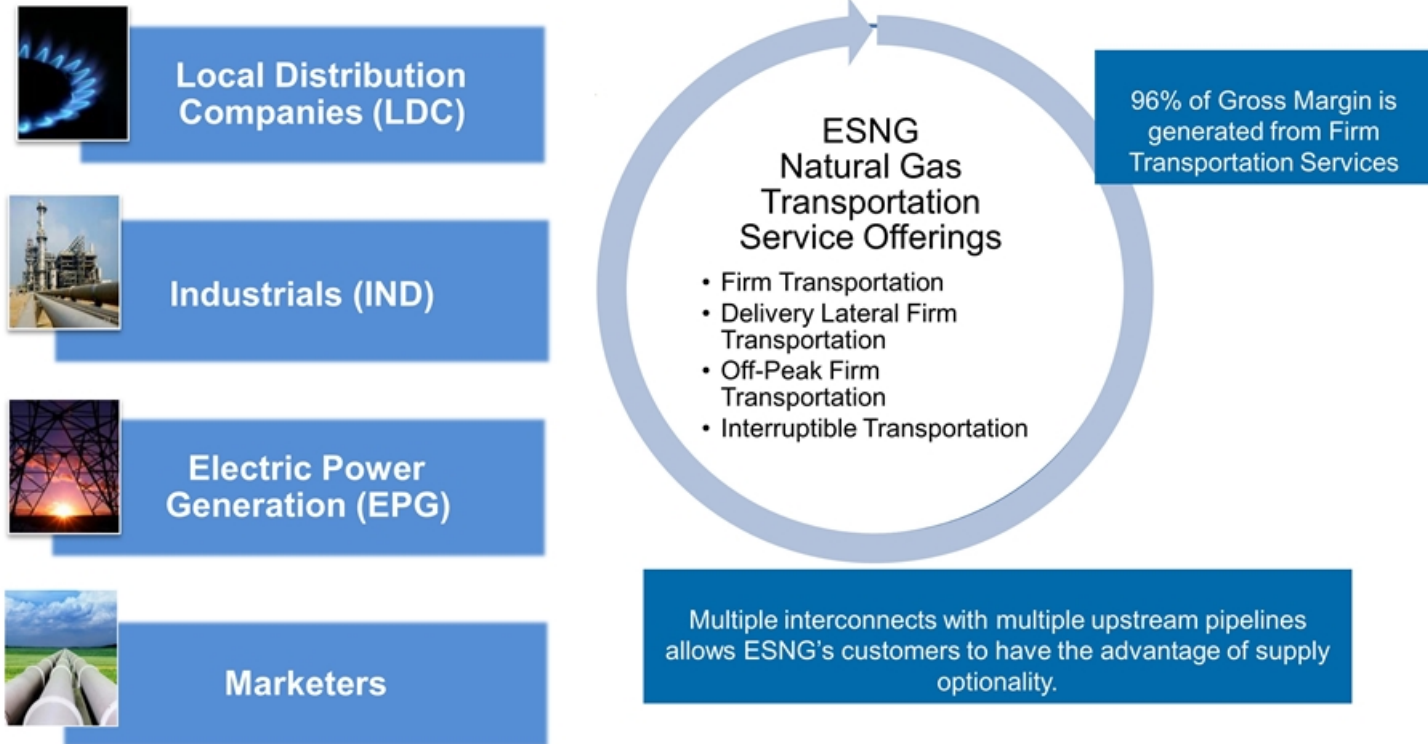 Local Distribution
Companies (LDC)
Industrials (IND)
Electric Power
Generation (EPG)
Marketers
ESNG
Natural Gas
Transportation
Service Offerings
• Firm Transportation
• Delivery Lateral Firm
Transportation
• Off-Peak Firm
Transportation
• Interruptible Transportation
96% of Gross Margin is
generated from Firm
Transportation Services
Multiple interconnects with multiple upstream pipelines
allows ESNG’s customers to have the advantage of supply
optionality.